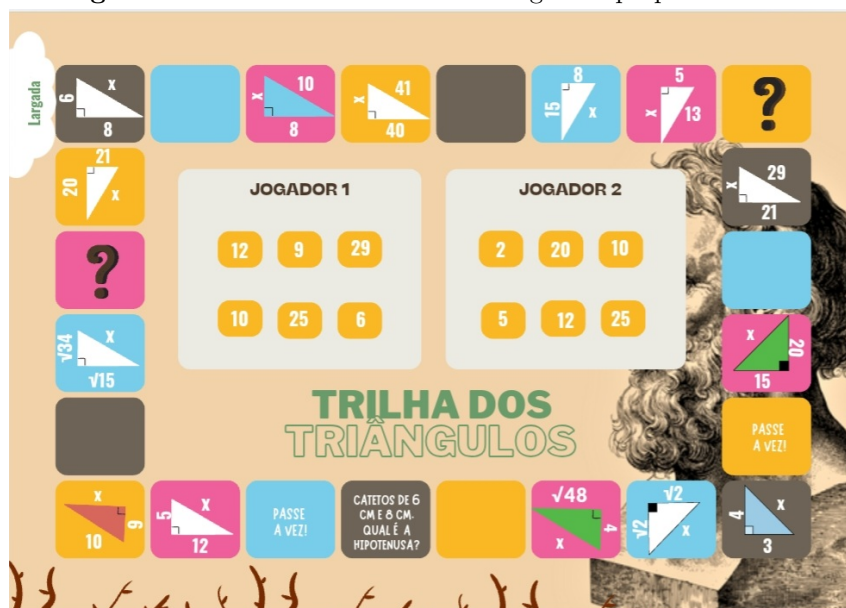 Largada
6 x 8
x 10 8
x 41 40
15 8 x
5 x 13
?
20 21 x
x 29 21
?
√34 x √15
x 20 15
PASSE
A VEZ!
JOGADOR 1
12 9 29
10 25 6
JOGADOR 2
2 20 10
5 12 25
TRILHA DOS
TRIÂNGULOS
x 10 6
5 x 12
PASSE
A VEZ!
CATETOS DE 6
CM E 8 CM.
QUAL É A
HIPOTENUSA?
√48 4 x
√2 √2 x
4 x 3